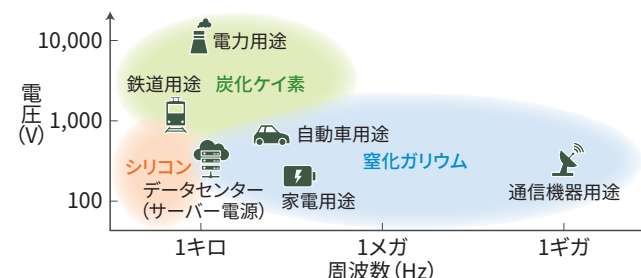 電力用途
10,000
鉄道用途
炭化ケイ素
電圧(V)
1,000
自動車用途
シリコン
窒化ガリウム
データセンター
(サーバー電源)
家電用途
通信機器用途
100
1キロ
1メガ
1ギガ
周波数(Hz)